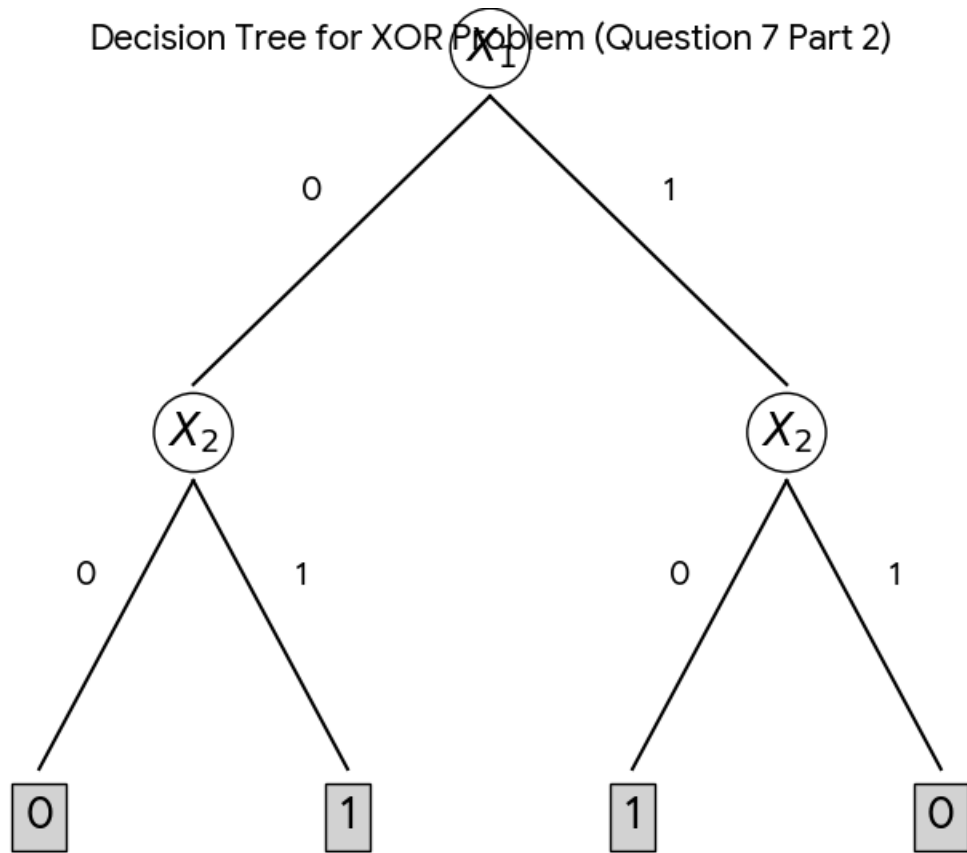 Decision Tree for XOR Problem (Question 7 Part 2)
X₁
0 1
X₂ X₂
0 1 0 1
0 1 1 0